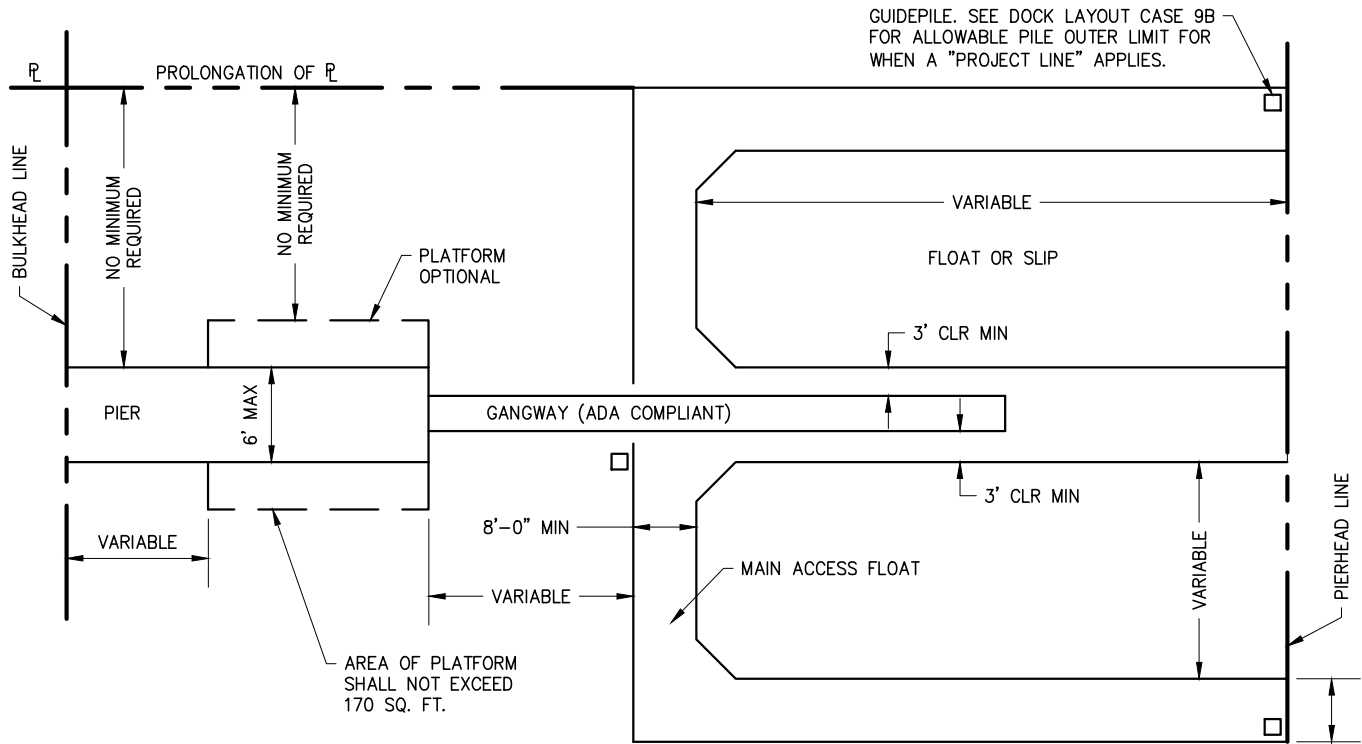 GUIDEPILE. SEE DOCK LAYOUT CASE 9B
FOR ALLOWABLE PILE OUTER LIMIT FOR
WHEN A "PROJECT LINE" APPLIES.
PL
PROLONGATION OF PL
BULKHEAD LINE
NO MINIMUM
REQUIRED
NO MINIMUM
REQUIRED
PLATFORM
OPTIONAL
VARIABLE
FLOAT OR SLIP
3' CLR MIN
PIER
6' MAX
GANGWAY (ADA COMPLIANT)
3' CLR MIN
8'-0" MIN
VARIABLE
MAIN ACCESS FLOAT
VARIABLE
VARIABLE
PIERHEAD LINE
AREA OF PLATFORM
SHALL NOT EXCEED
170 SQ. FT.